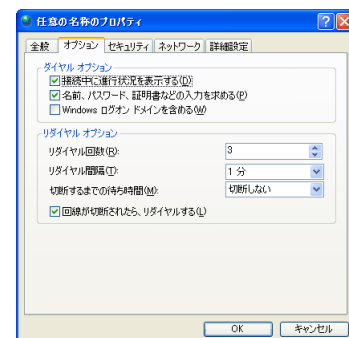 任意の名称のプロパティ
全般 オプション セキュリティ ネットワーク 詳細設定
ダイヤル オプション
接続中に進行状況を表示する(D)
名前、パスワード、証明書などの入力を求める(P)
Windows ログオン ドメインを含める(W)
リダイヤル オプション
リダイヤル回数(R): 3
リダイヤル間隔(T): 1 分
切断するまでの待ち時間(M): 切断しない
回線が切断されたら、リダイヤルする(L)
OK キャンセル